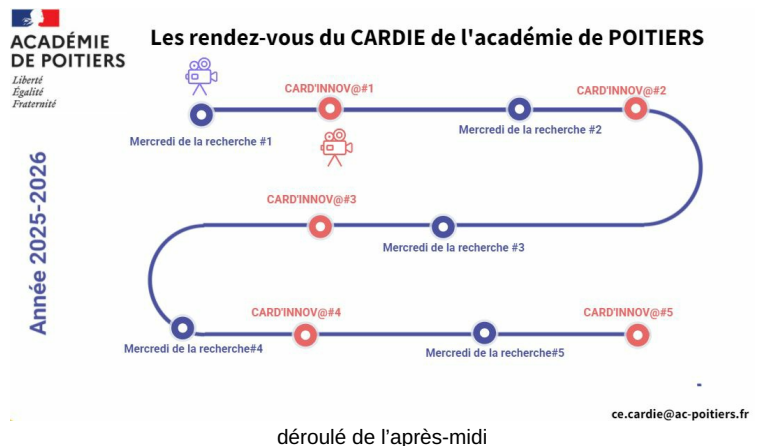 ACADÉMIE
DE POITIERS
Liberté
Égalité
Fraternité
Les rendez-vous du CARDIE de l'académie de POITIERS
Année 2025-2026
CARD'INNOV@#1
CARD'INNOV@#2
Mercredi de la recherche #1
Mercredi de la recherche #2
CARD'INNOV@#3
Mercredi de la recherche #3
CARD'INNOV@#4
CARD'INNOV@#5
Mercredi de la recherche#4
Mercredi de la recherche#5
ce.cardie@ac-poitiers.fr
déroulé de l'après-midi